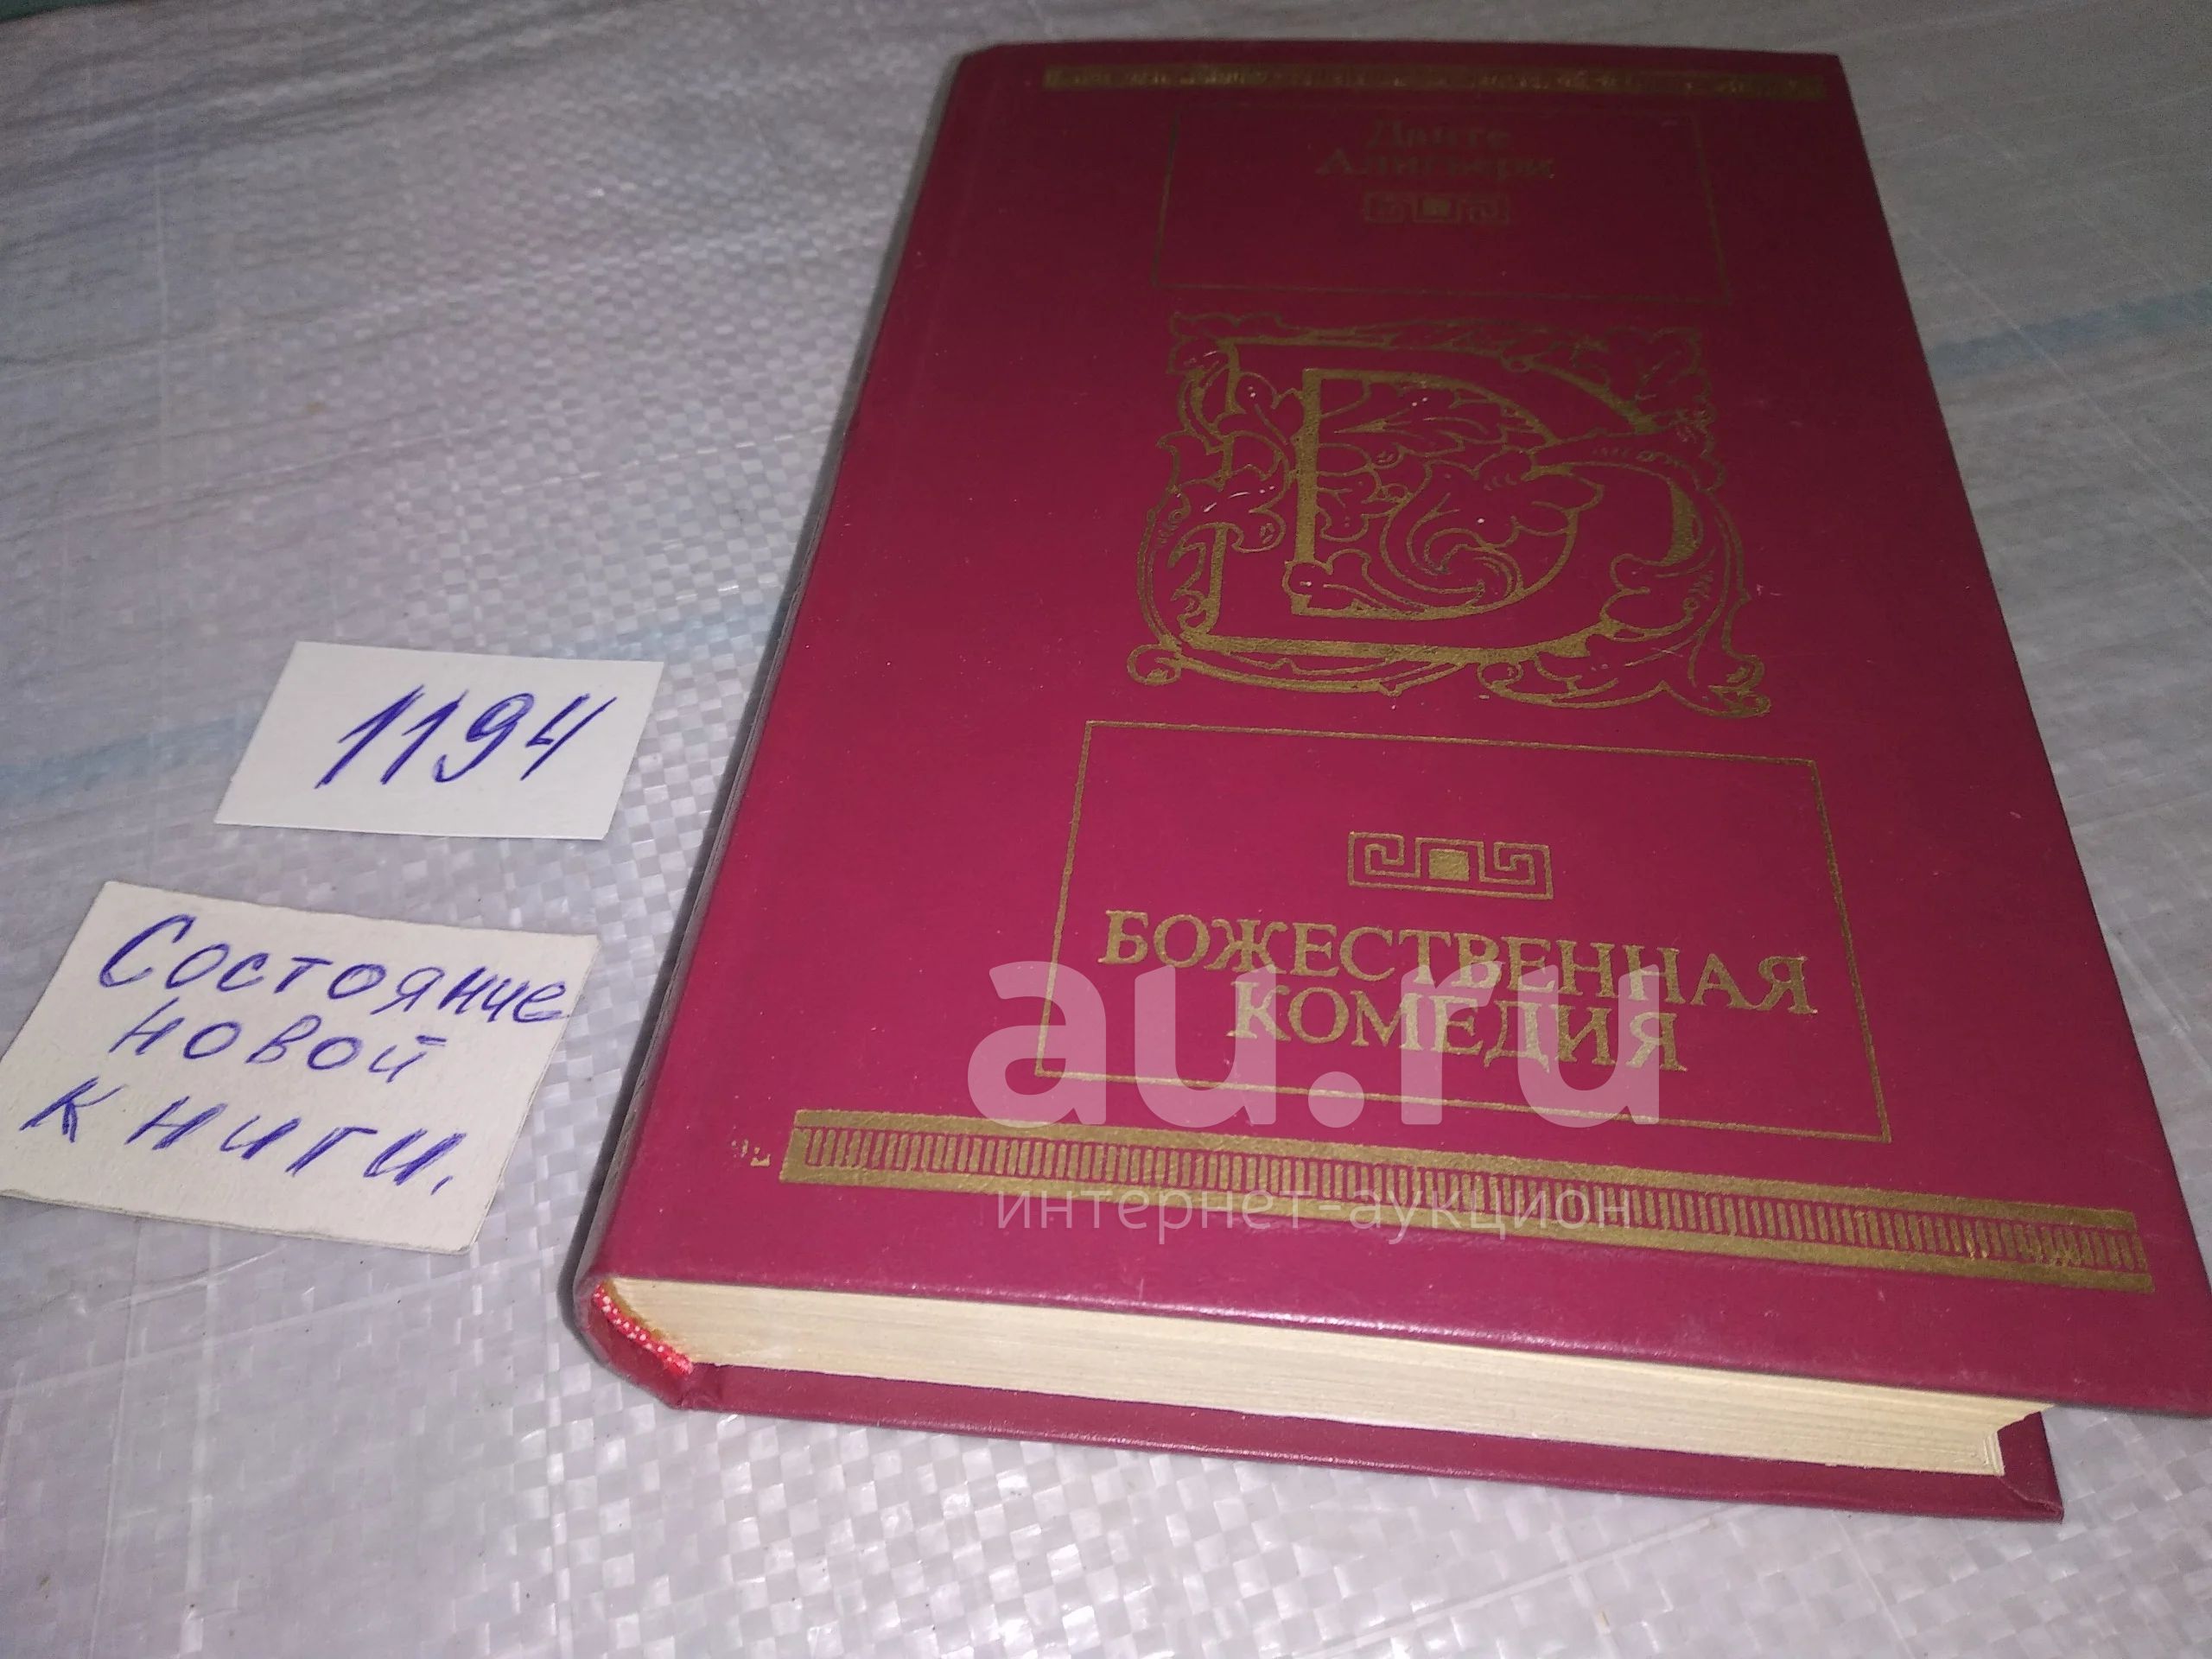 Данте
Алигьери
1194
Состояние
новой
книги.
БОЖЕСТВЕННАЯ
КОМЕДИЯ
au.ru
интернет-аукцион